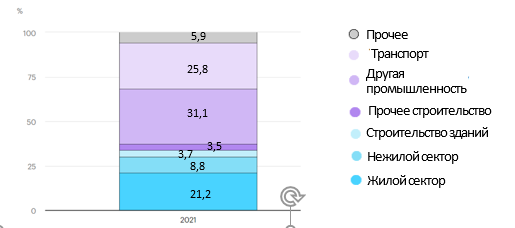 %
100
75
50
25
0
5,9
25,8
31,1
3,5
3,7
8,8
21,2
2021
Прочее
Транспорт
Другая
промышленность
Прочее строительство
Строительство зданий
Нежилой сектор
Жилой сектор